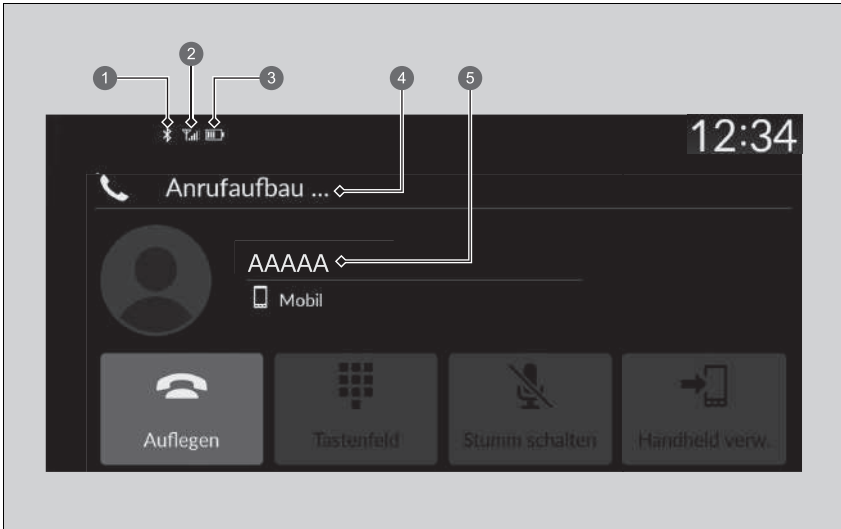 1 2 3 4 5
12:34
Anrufaufbau ...
AAAAA
Mobil
Auflegen Tastenfeld Stumm schalten Handheld verw.